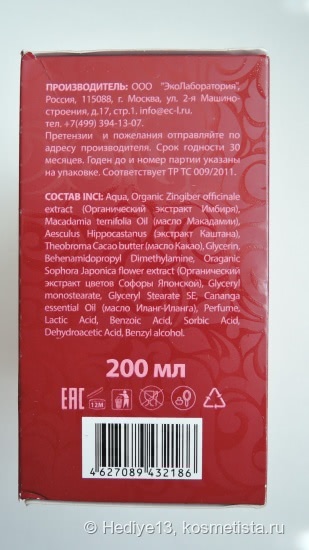 ПРОИЗВОДИТЕЛЬ: ООО "ЭкоЛаборатория",
Россия, 115088, г. Москва, ул. 2-я Машино-
строения, д.17, стр.1. info@ec-l.ru.
тел. +7(499) 394-13-07.
Претензии и пожелания отправляйте по
адресу производителя. Срок годности 30
месяцев. Годен до и номер партии указаны
на упаковке. Соответствует ТР ТС 009/2011.
СОСТАВ INCI: Aqua, Organic Zingiber officinale
extract (Органический экстракт Имбиря),
Macadamia ternifolia Oil (масло Макадамии),
Aesculus Hippocastanus (экстракт Каштана),
Theobroma Cacao butter (масло Какао), Glycerin,
Behenamidopropyl Dimethylamine, Oraganic
Sophora Japonica flower extract (Органический
экстракт цветов Софоры Японской), Glyceryl
monostearate, Glyceryl Stearate SE, Cananga
essential Oil (масло Иланг-Иланга), Perfume,
Lactic Acid, Benzoic Acid, Sorbic Acid,
Dehydroacetic Acid, Benzyl alcohol.
200 мл
EAC 12M
4 627089 432186
© Hediye13, kosmetista.ru